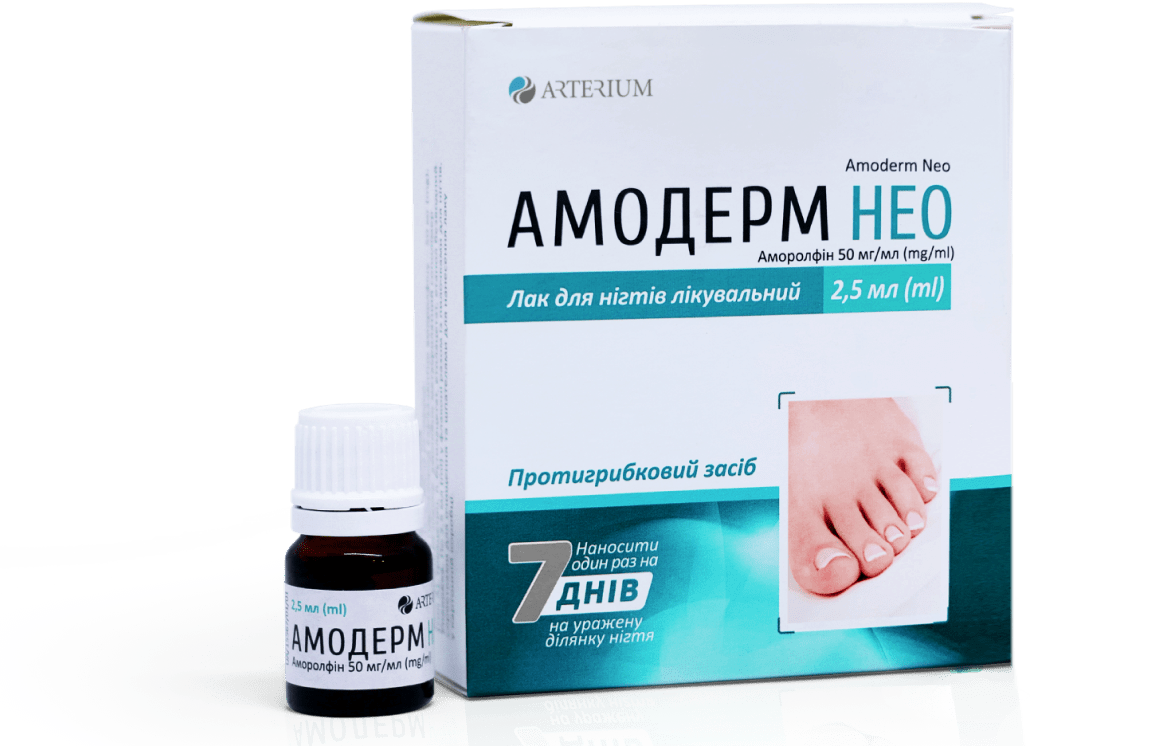 ARTERIUM
Amoderm Neo
АМОДЕРМ НЕО
Аморолфін 50 мг/мл (mg/ml)
Лак для нігтів лікувальний 2,5 мл (ml)
Протигрибковий засіб
7 Наносити
один раз на
ДНІВ
на уражену
ділянку нігтя
2,5 мл (ml)
ARTERIUM
АМОДЕРМ Н
Аморолфін 50 мг/мл (mg/ml)